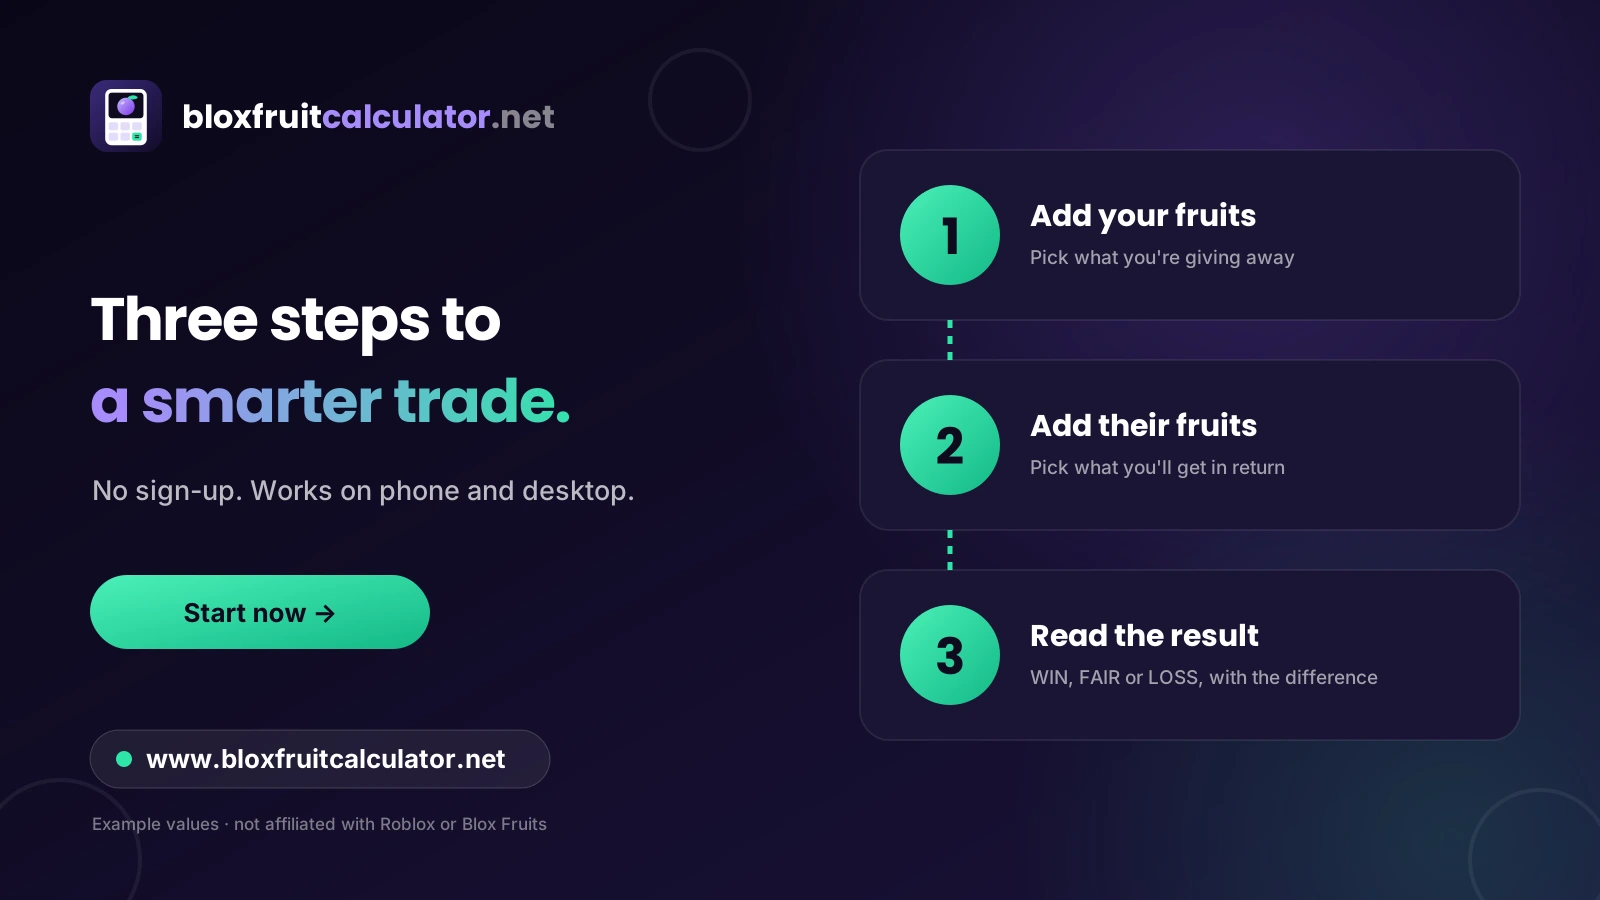 bloxfruitcalculator.net
Three steps to
a smarter trade.
No sign-up. Works on phone and desktop.
Start now →
www.bloxfruitcalculator.net
Example values · not affiliated with Roblox or Blox Fruits
1
Add your fruits
Pick what you're giving away
2
Add their fruits
Pick what you'll get in return
3
Read the result
WIN, FAIR or LOSS, with the difference